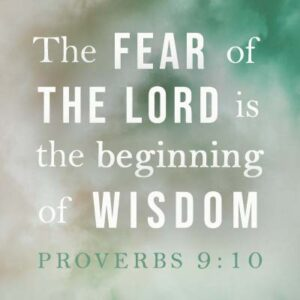 The FEAR of
THE LORD is
the beginning
of WISDOM
PROVERBS 9:10